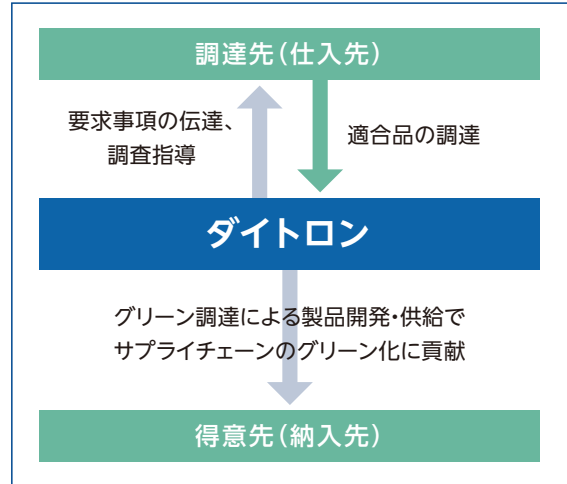 調達先(仕入先)
要求事項の伝達、
調査指導
適合品の調達
ダイトロン
グリーン調達による製品開発・供給で
サプライチェーンのグリーン化に貢献
得意先(納入先)